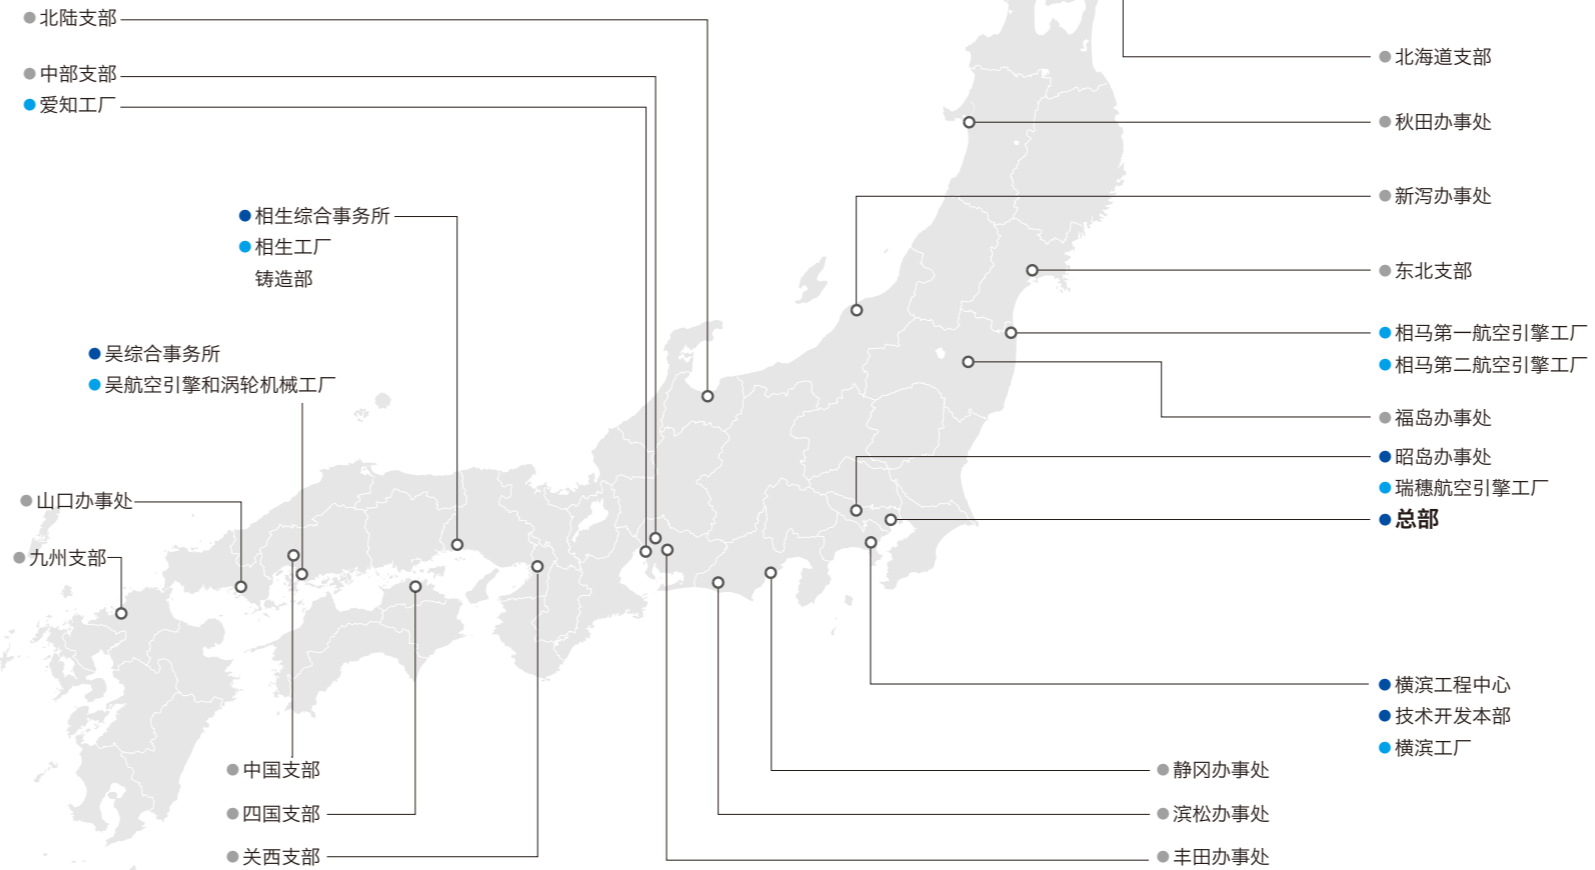 北陆支部
中部支部
爱知工厂
相生综合事务所
相生工厂
铸造部
吴综合事务所
吴航空引擎和涡轮机械工厂
山口办事处
九州支部
中国支部
四国支部
关西支部
北海道支部
秋田办事处
新泻办事处
东北支部
相马第一航空引擎工厂
相马第二航空引擎工厂
福岛办事处
昭岛办事处
瑞穗航空引擎工厂
总部
横滨工程中心
技术开发本部
横滨工厂
静冈办事处
滨松办事处
丰田办事处